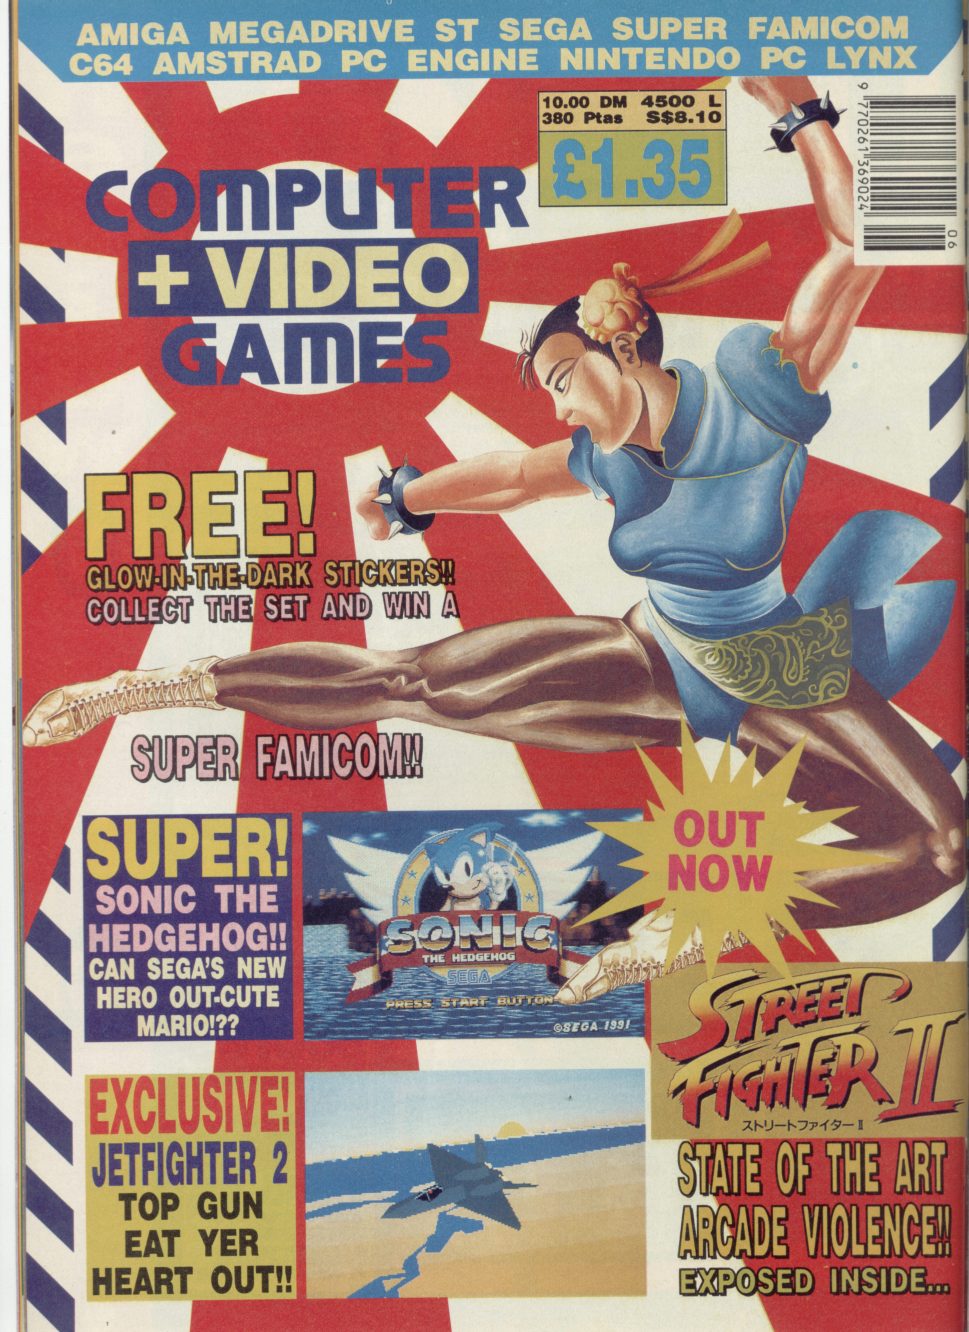 AMIGA MEGADRIVE ST SEGA SUPER FAMICOM
C64 AMSTRAD PC ENGINE NINTENDO PC LYNX
10.00 DM 4500 L
380 Ptas S$8.10
£1.35
9 770261 369024
06
COMPUTER
+ VIDEO
GAMES
FREE!
GLOW-IN-THE-DARK STICKERS!!
COLLECT THE SET AND WIN A
SUPER FAMICOM!!
SUPER!
SONIC THE
HEDGEHOG!!
CAN SEGA'S NEW
HERO OUT-CUTE
MARIO!??
SONIC
THE HEDGEHOG
SEGA
PRESS START BUTTON
©SEGA 1991
OUT
NOW
STREET
FIGHTER II
ストリートファイターII
STATE OF THE ART
ARCADE VIOLENCE!!
EXPOSED INSIDE...
EXCLUSIVE!
JETFIGHTER 2
TOP GUN
EAT YER
HEART OUT!!